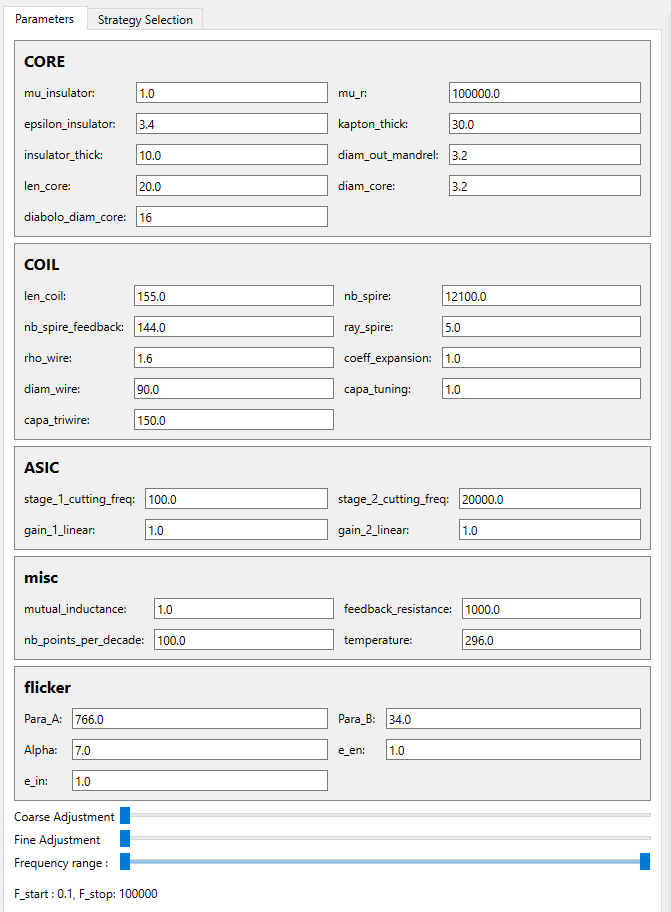 Parameters Strategy Selection
CORE
mu_insulator: 1.0 mu_r: 100000.0
epsilon_insulator: 3.4 kapton_thick: 30.0
insulator_thick: 10.0 diam_out_mandrel: 3.2
len_core: 20.0 diam_core: 3.2
diabolo_diam_core: 16
COIL
len_coil: 155.0 nb_spire: 12100.0
nb_spire_feedback: 144.0 ray_spire: 5.0
rho_wire: 1.6 coeff_expansion: 1.0
diam_wire: 90.0 capa_tuning: 1.0
capa_triwire: 150.0
ASIC
stage_1_cutting_freq: 100.0 stage_2_cutting_freq: 20000.0
gain_1_linear: 1.0 gain_2_linear: 1.0
misc
mutual_inductance: 1.0 feedback_resistance: 1000.0
nb_points_per_decade: 100.0 temperature: 296.0
flicker
Para_A: 766.0 Para_B: 34.0
Alpha: 7.0 e_en: 1.0
e_in: 1.0
Coarse Adjustment
Fine Adjustment
Frequency range :
F_start : 0.1, F_stop: 100000